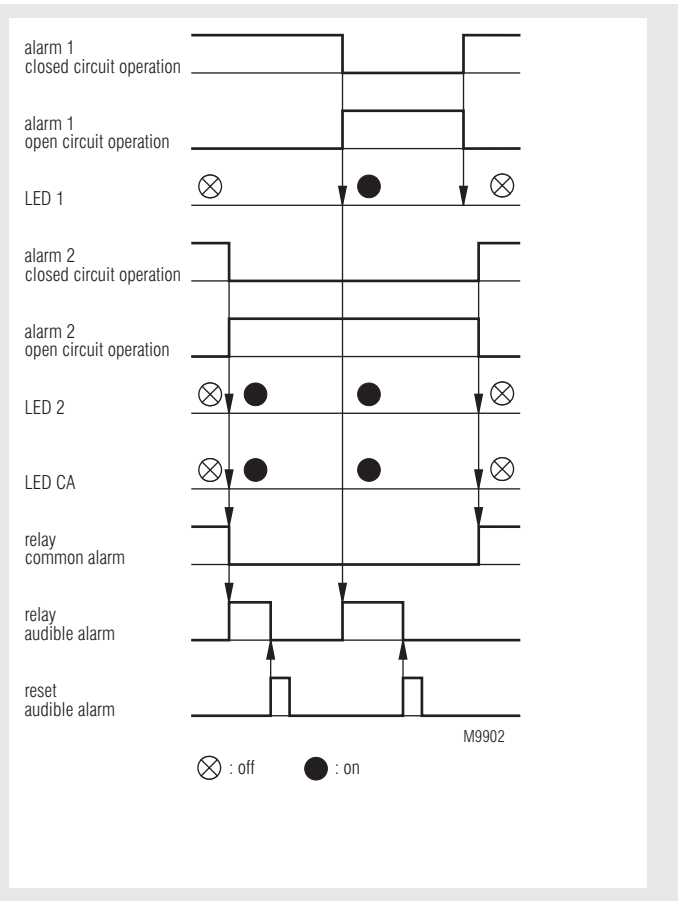 alarm 1
closed circuit operation
alarm 1
open circuit operation
LED 1
alarm 2
closed circuit operation
alarm 2
open circuit operation
LED 2
LED CA
relay
common alarm
relay
audible alarm
reset
audible alarm
M9902
: off : on